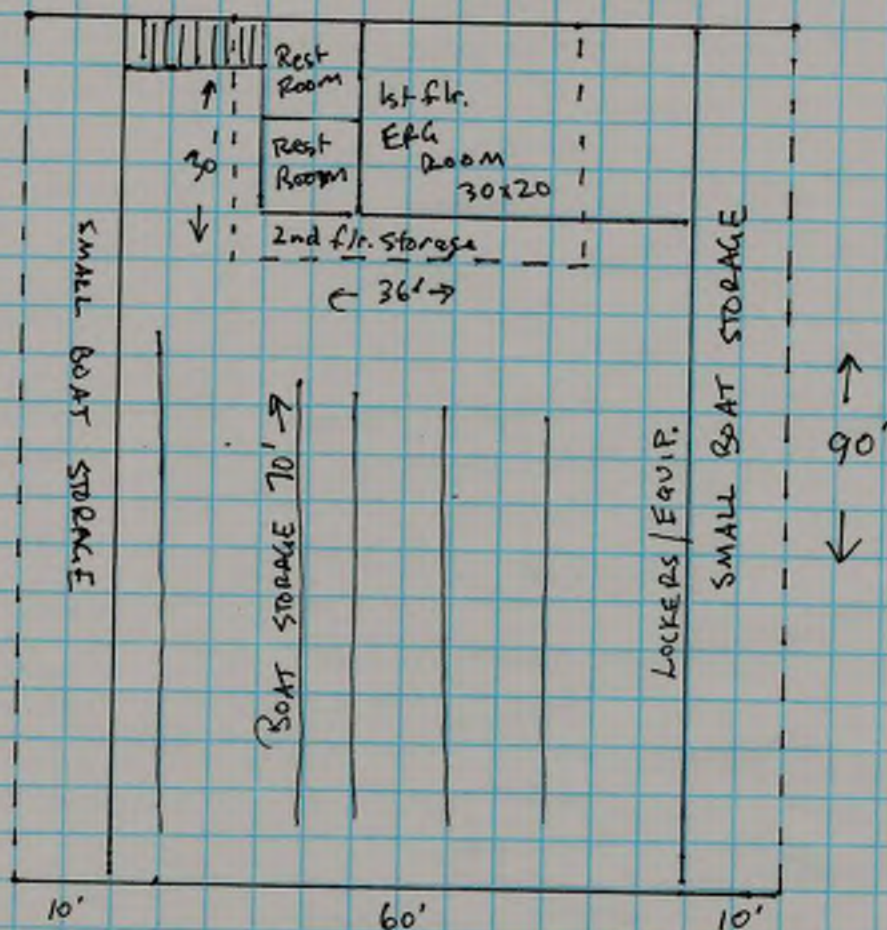 Rest
Room
1st flr.
ERG
ROOM
30x20
30'
Rest
Room
2nd flr. storage
← 36' →
SMALL BOAT STORAGE
BOAT STORAGE 70' →
LOCKERS/EQUIP.
SMALL BOAT STORAGE
90'
10'
60'
10'